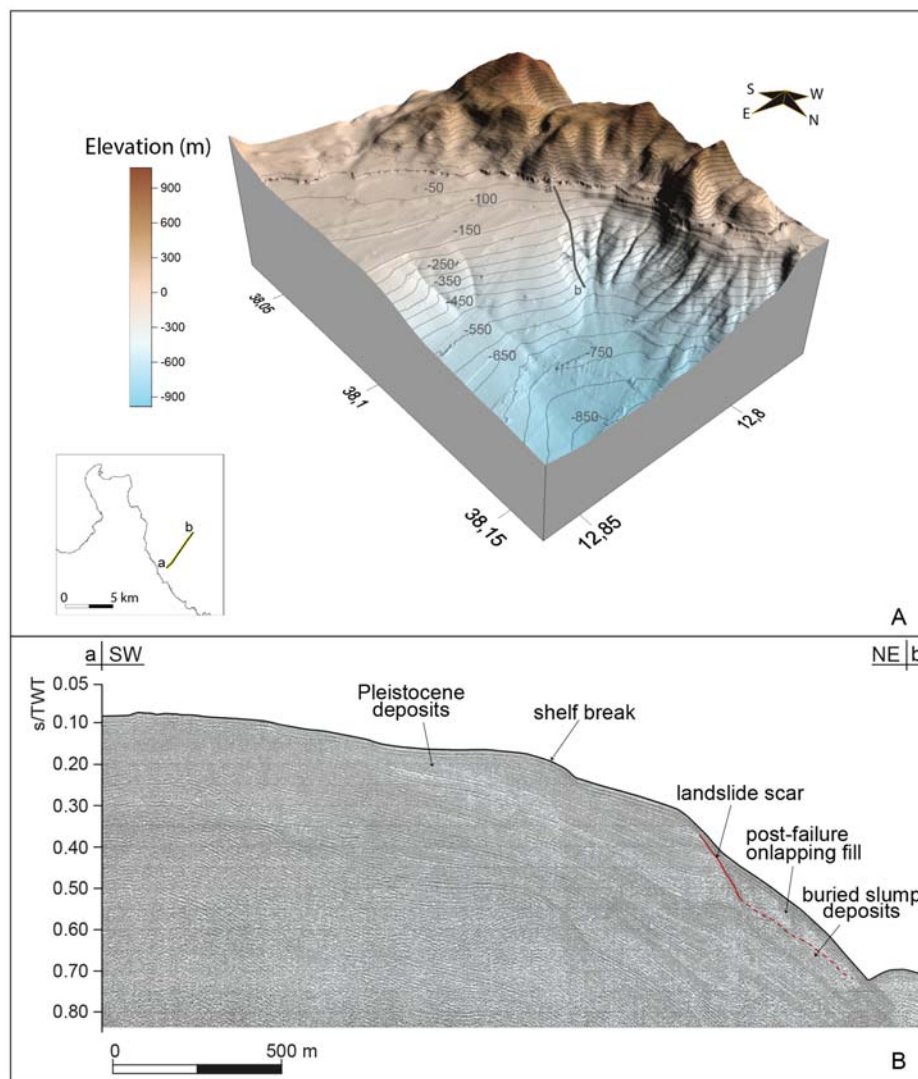 S
W
E
N
Elevation (m)
900
600
300
0
-300
-600
-900
-50
-100
a
-150
-250
-350
-450
b
-550
-650
-750
-850
38,05
38,1
38,15
12,8
12,85
b
a
0 5 km
A
a SW NE b
s/TWT
0.05
0.10
0.20
0.30
0.40
0.50
0.60
0.70
0.80
Pleistocene
deposits
shelf break
landslide scar
post-failure
onlapping fill
buried slump
deposits
0 500 m
B